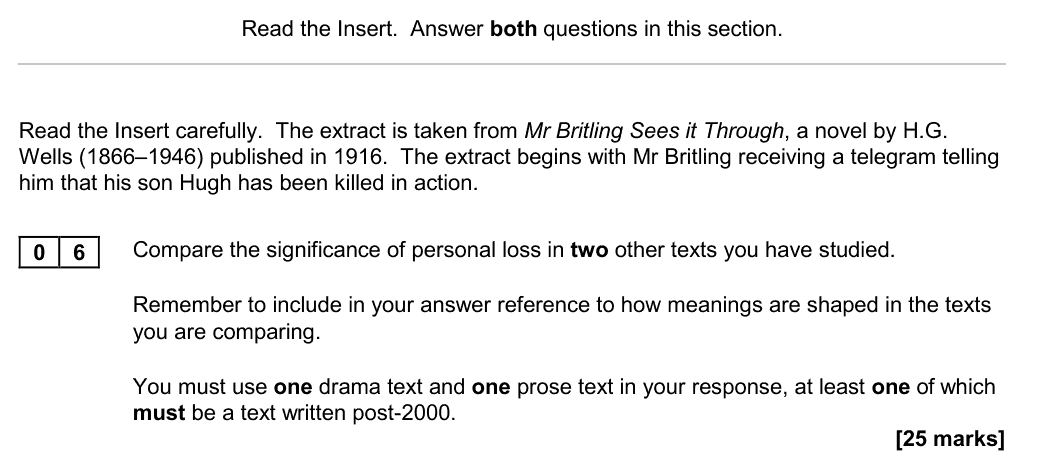 Read the Insert.  Answer both questions in this section.
Read the Insert carefully.  The extract is taken from Mr Britling Sees it Through, a novel by H.G.
Wells (1866–1946) published in 1916.  The extract begins with Mr Britling receiving a telegram telling
him that his son Hugh has been killed in action.
0 6 Compare the significance of personal loss in two other texts you have studied.
Remember to include in your answer reference to how meanings are shaped in the texts
you are comparing.
You must use one drama text and one prose text in your response, at least one of which
must be a text written post-2000.
[25 marks]